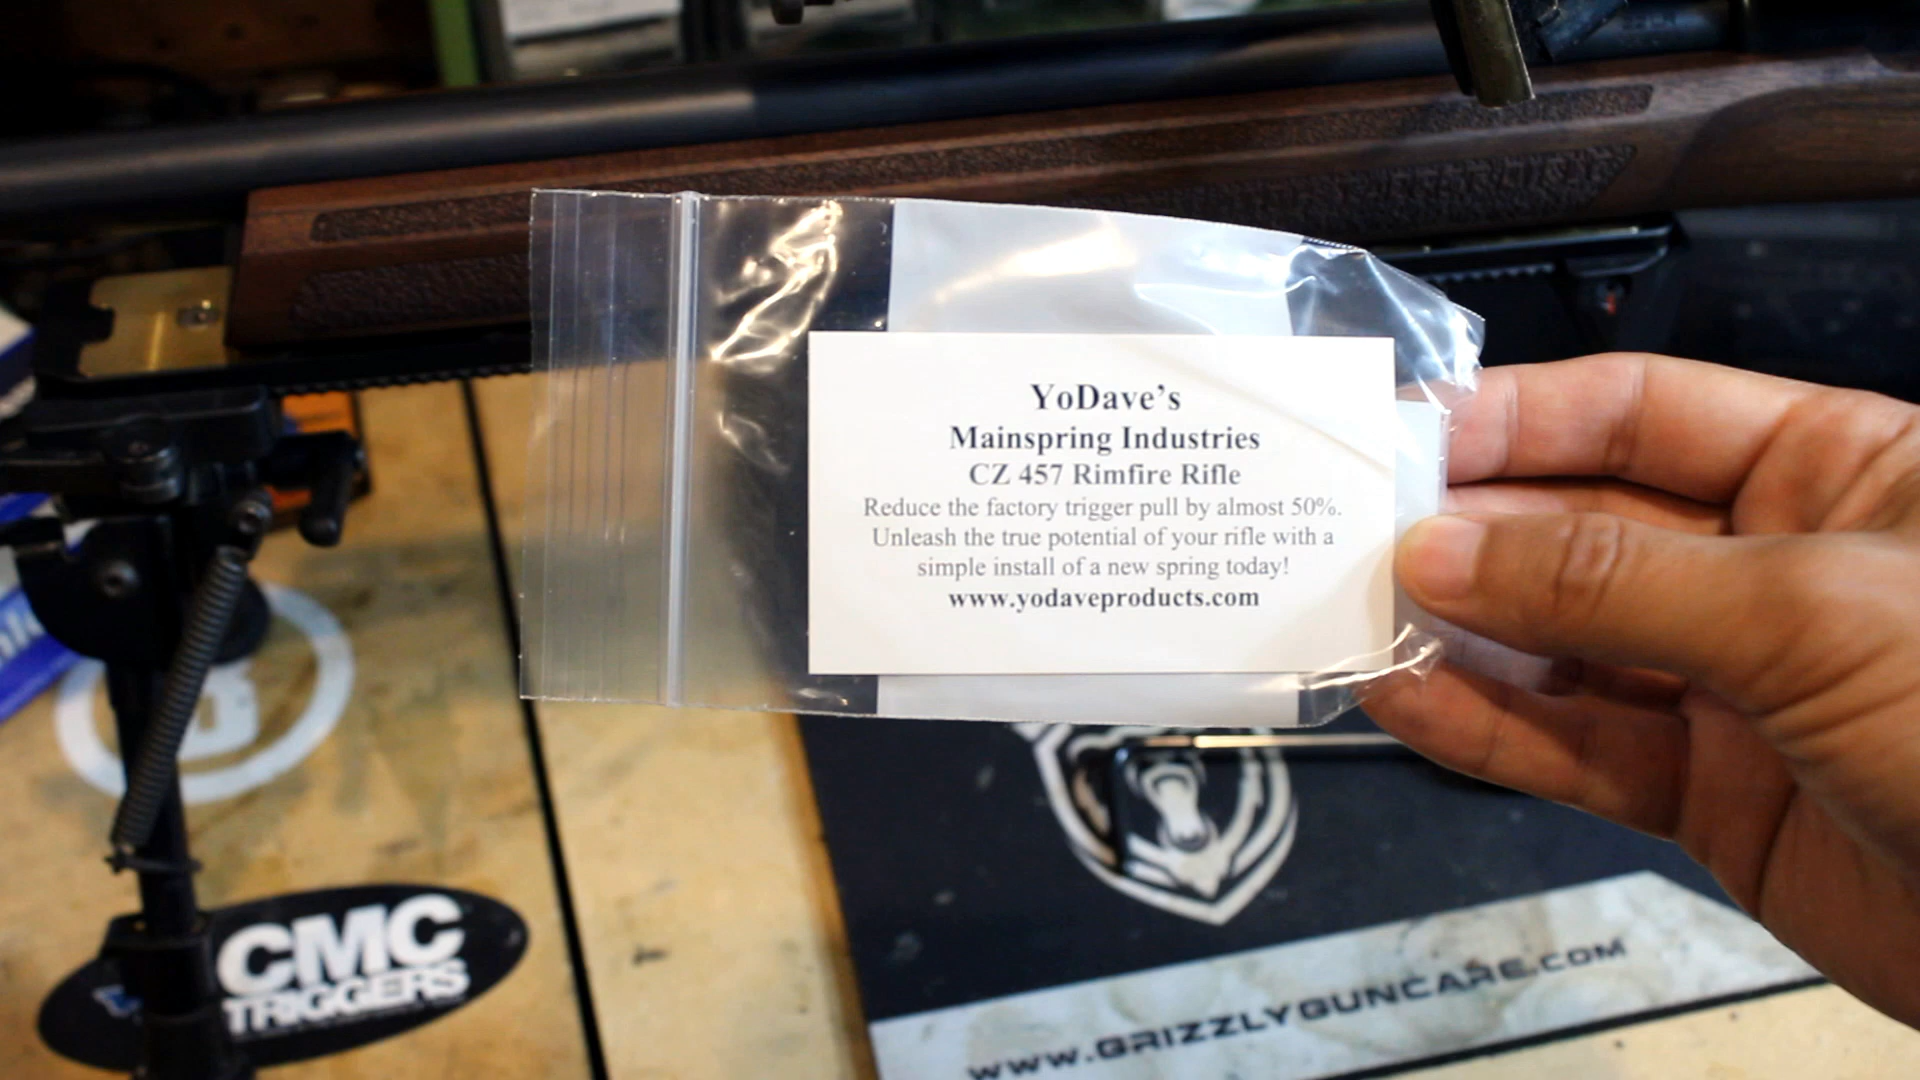 YoDave's
Mainspring Industries
CZ 457 Rimfire Rifle
Reduce the factory trigger pull by almost 50%.
Unleash the true potential of your rifle with a
simple install of a new spring today!
www.yodaveproducts.com
CMC
TRIGGERS
WWW.GRIZZLYGUNCARE.COM